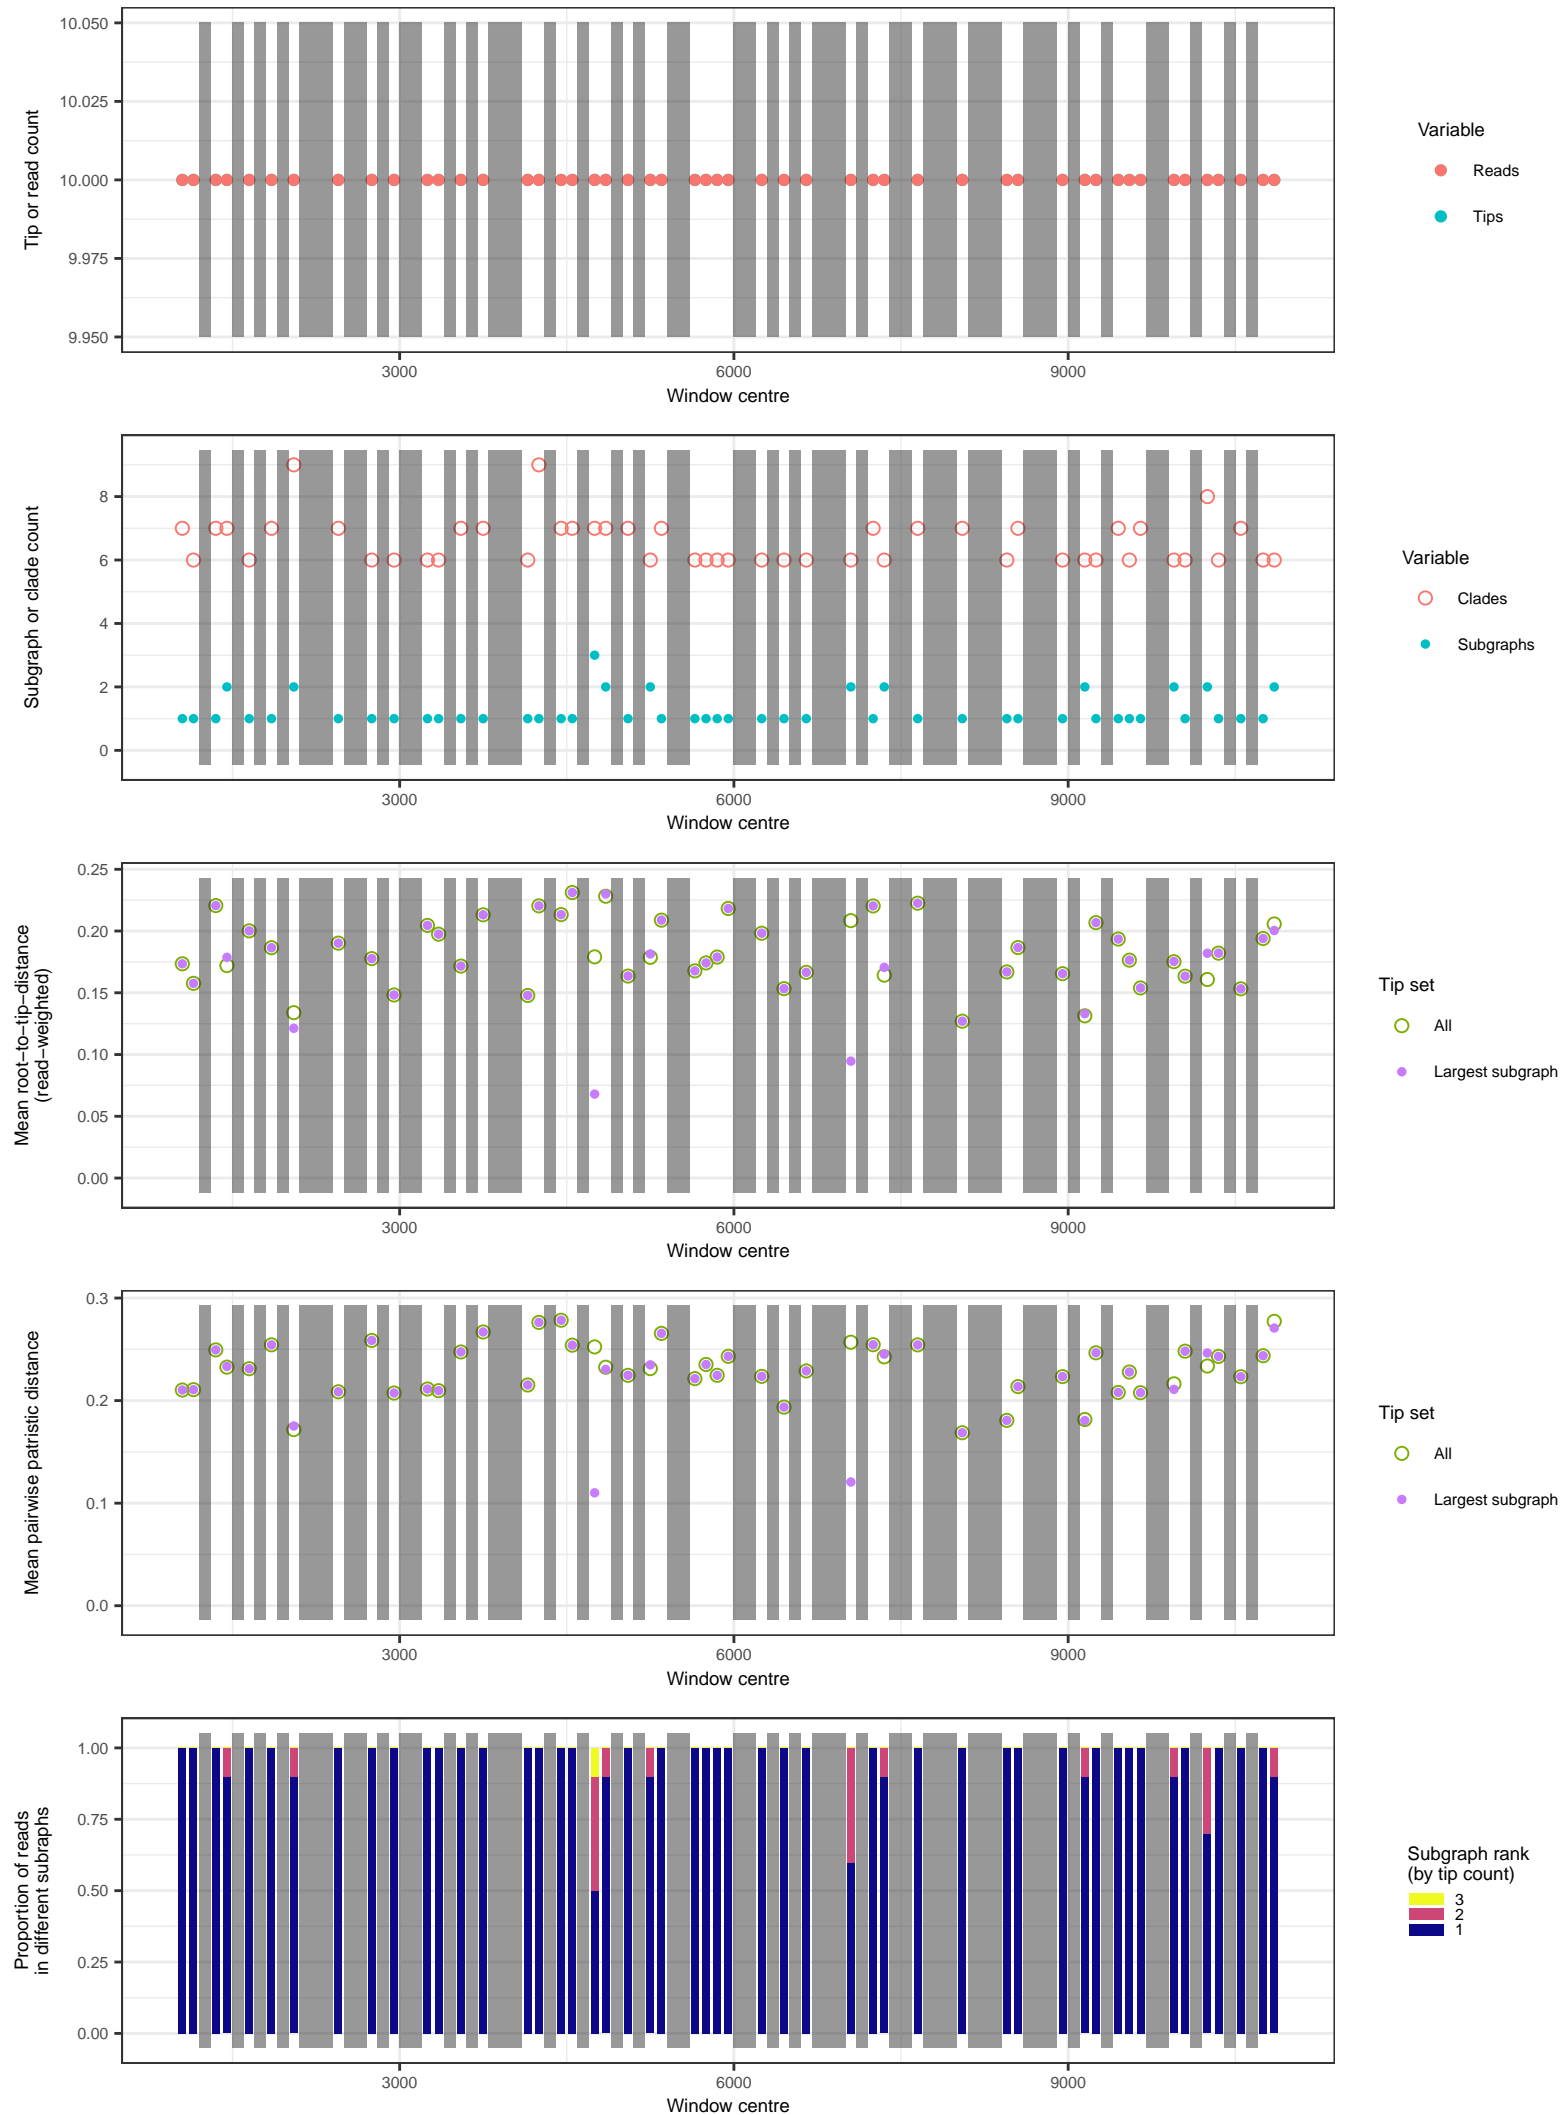 10.050
10.025
10.000
9.975
9.950
Tip or read count
3000
6000
9000
Window centre
Variable
Reads
Tips
8
6
4
2
0
Subgraph or clade count
3000
6000
9000
Window centre
Variable
Clades
Subgraphs
0.25
0.20
0.15
0.10
0.05
0.00
Mean root−to−tip−distance
(read−weighted)
3000
6000
9000
Window centre
Tip set
All
Largest subgraph
0.3
0.2
0.1
0.0
Mean pairwise patristic distance
3000
6000
9000
Window centre
Tip set
All
Largest subgraph
1.00
0.75
0.50
0.25
0.00
Proportion of reads
in different subraphs
3000
6000
9000
Window centre
Subgraph rank
(by tip count)
3
2
1